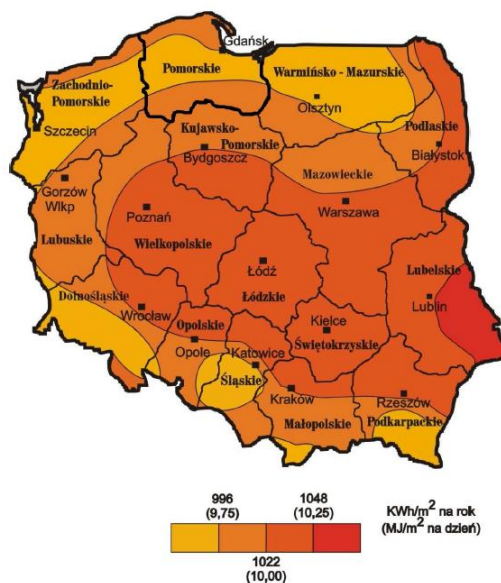 Gdańsk
Pomorskie
Warmińsko - Mazurskie
Zachodnio-
Pomorskie
Olsztyn
Szczecin
Podlaskie
Kujawsko-
Pomorskie
Białystok
Bydgoszcz
Mazowieckie
Gorzów
Wlkp
Poznań
Warszawa
Lubuskie
Wielkopolskie
Łódź
Łódzkie
Lubelskie
Dolnośląskie
Lublin
Wrocław
Opolskie
Kielce
Świętokrzyskie
Opole
Katowice
Śląskie
Kraków
Rzeszów
Małopolskie
Podkarpackie
996
(9,75)
1048
(10,25)
KWh/m² na rok
(MJ/m² na dzień)
1022
(10,00)